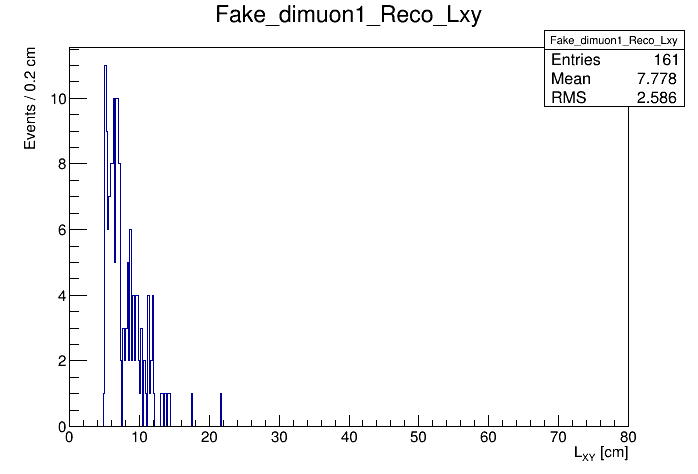 Fake_dimuon1_Reco_Lxy
Fake_dimuon1_Reco_Lxy
Entries 161
Mean 7.778
RMS 2.586
Events / 0.2 cm
10
8
6
4
2
0
0 10 20 30 40 50 60 70 80
L_XY [cm]